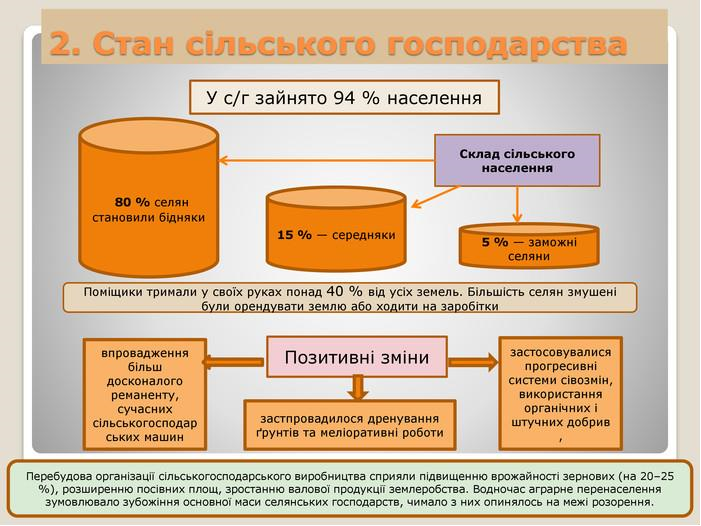 2. Стан сільського господарства
У с/г зайнято 94 % населення
80 % селян
становили бідняки
Склад сільського
населення
15 % — середняки
5 % — заможні
селяни
Поміщики тримали у своїх руках понад 40 % від усіх земель. Більшість селян змушені
були орендувати землю або ходити на заробітки
Позитивні зміни
впровадження
більш
досконалого
реманенту,
сучасних
сільськогосподар
ських машин
застпровадилося дренування
ґрунтів та меліоративні роботи
застосовувалися
прогресивні
системи сівозмін,
використання
органічних і
штучних добрив
,
Перебудова організації сільськогосподарського виробництва сприяли підвищенню врожайності зернових (на 20–25
%), розширенню посівних площ, зростанню валової продукції землеробства. Водночас аграрне перенаселення
зумовлювало зубожіння основної маси селянських господарств, чимало з них опинялось на межі розорення.